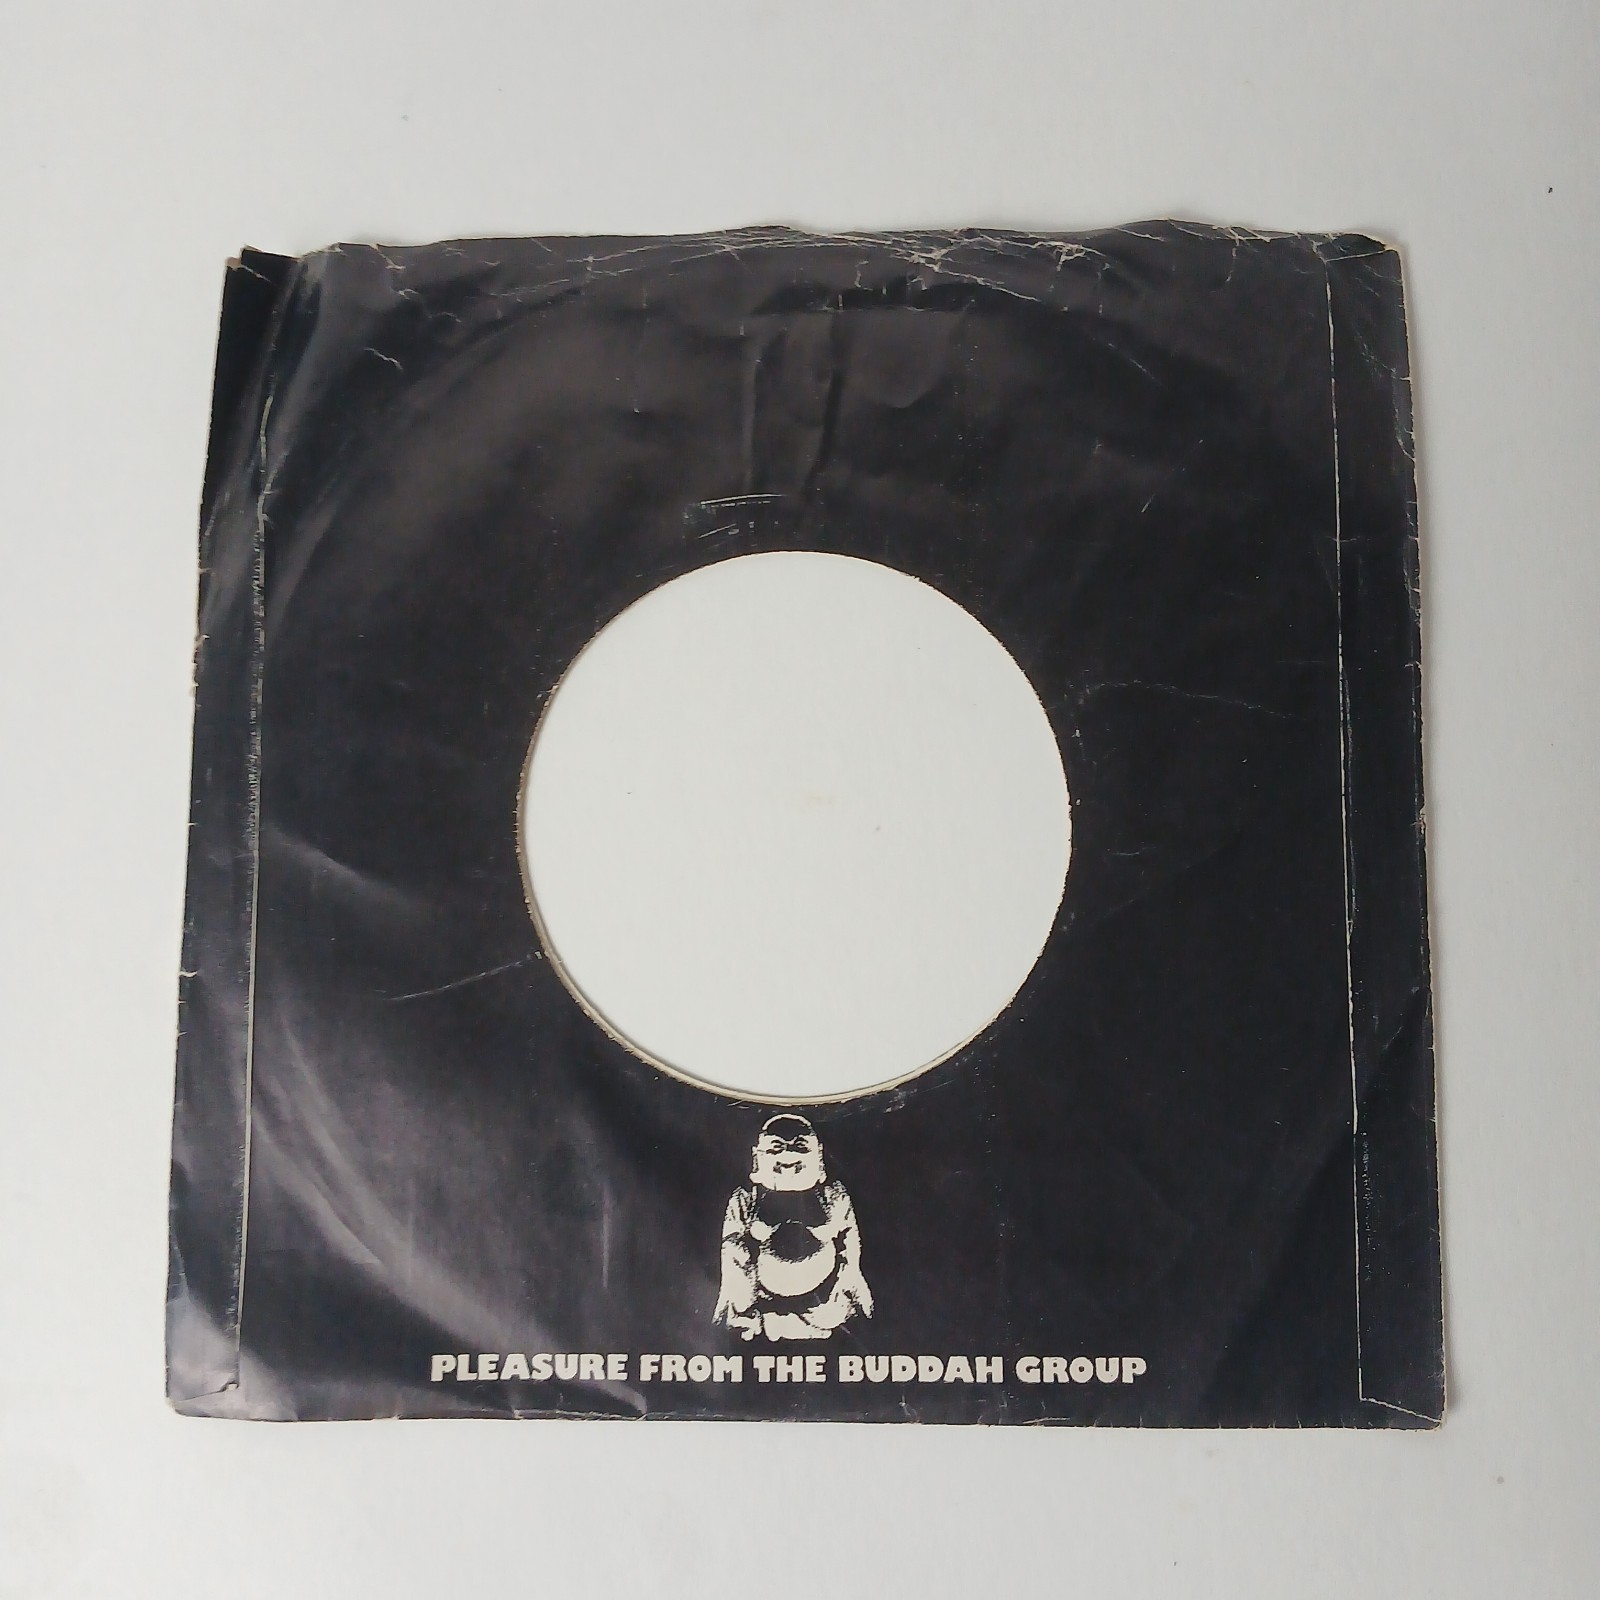 PLEASURE FROM THE BUDDAH GROUP